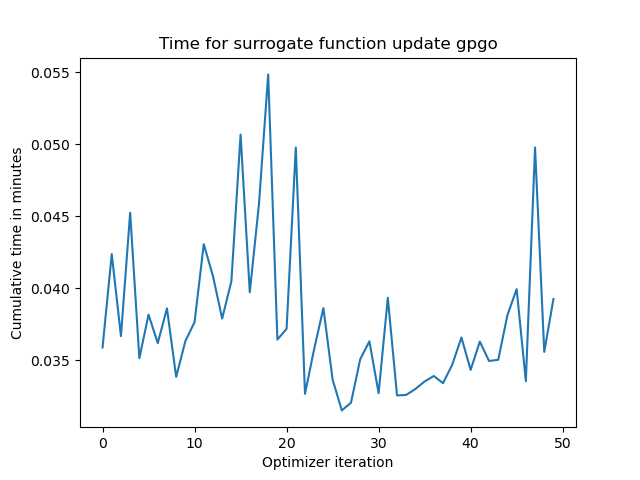 Time for surrogate function update gpgo
0.055
0.050
0.045
0.040
0.035
Cumulative time in minutes
0 10 20 30 40 50
Optimizer iteration